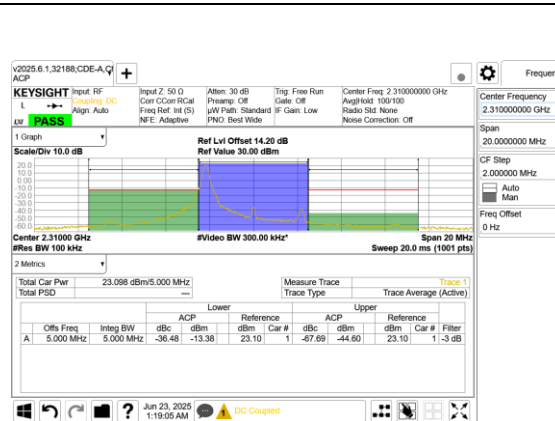 v2025.6.1,32188,CDE-A,
ACP
KEYSIGHT
Input: RF
Coupling: DC
Align: Auto
L
PASS
Input Z: 50 Ω
Corr CCorr RCal
Freq Ref: Int (S)
NFE: Adaptive
Atten: 30 dB
Preamp: Off
µW Path: Standard
PNO: Best Wide
Trig: Free Run
Gate: Off
IF Gain: Low
Center Freq: 2.310000000 GHz
Avg|Hold: 100/100
Radio Std: None
Noise Correction: Off
1 Graph
Scale/Div 10.0 dB
Ref Lvl Offset 14.20 dB
Ref Value 30.00 dBm
20.0
10.0
0.00
-10.0
-20.0
-30.0
-40.0
-50.0
-60.0
Center 2.31000 GHz
#Video BW 300.00 kHz*
Span 20 MHz
#Res BW 100 kHz
Sweep 20.0 ms (1001 pts)
2 Metrics
Total Car Pwr 23.098 dBm/5.000 MHz
Total PSD ---
Measure Trace Trace 1
Trace Type Trace Average (Active)
Lower Upper
ACP Reference ACP Reference
Offs Freq Integ BW dBc dBm dBm Car # dBc dBm dBm Car # Filter
A 5.000 MHz 5.000 MHz -36.48 -13.38 23.10 1 -67.69 -44.60 23.10 1 -3 dB
Jun 23, 2025
1:19:05 AM
DC Coupled
Frequen
Center Frequency
2.310000000 GHz
Span
20.0000000 MHz
CF Step
2.000000 MHz
Auto
Man
Freq Offset
0 Hz